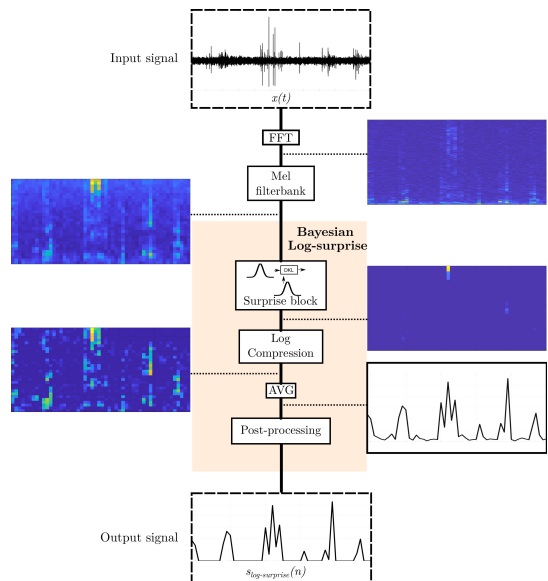 Input signal
x(t)
FFT
Mel
filterbank
Bayesian
Log-surprise
DKL
Surprise block
Log
Compression
AVG
Post-processing
Output signal
s_log-surprise(n)